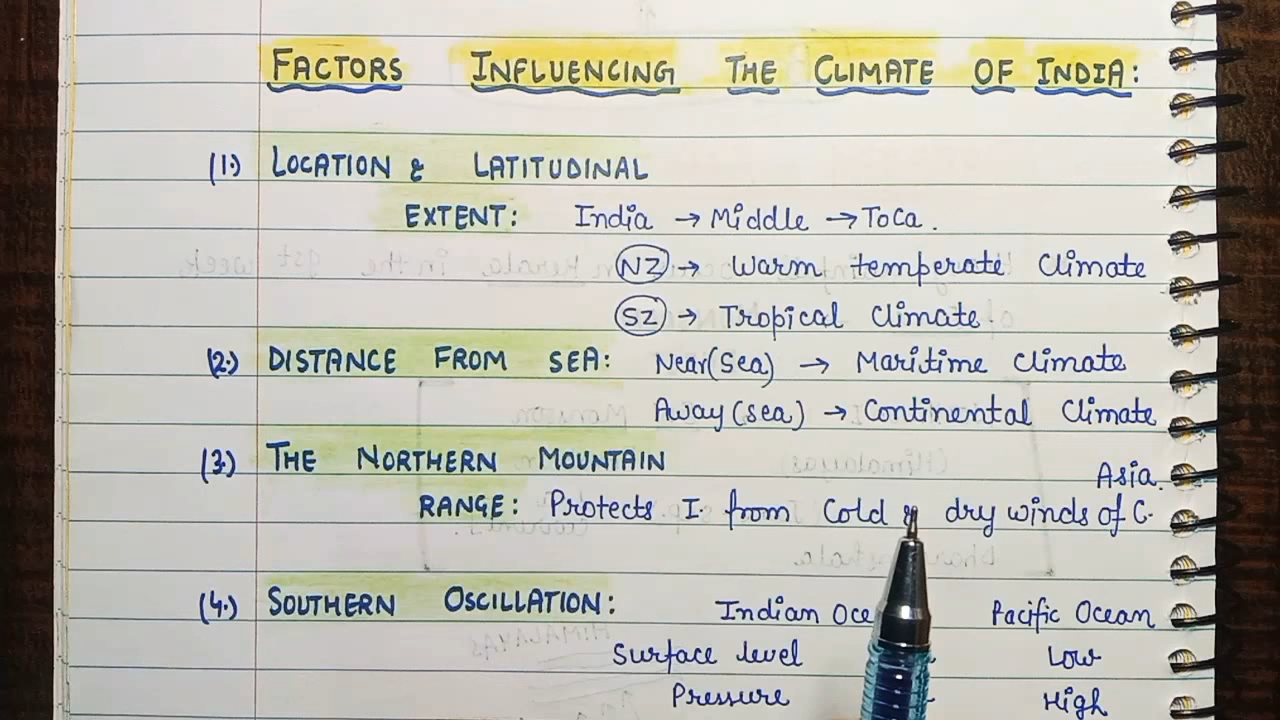 FACTORS INFLUENCING THE CLIMATE OF INDIA:
(1.) LOCATION & LATITUDINAL
EXTENT: India → Middle → ToCa.
NZ → Warm temperate Climate
SZ → Tropical Climate.
(2.) DISTANCE FROM SEA: Near(Sea) → Maritime Climate
Away(sea) → Continental Climate
(3.) THE NORTHERN MOUNTAIN
Asia.
RANGE: Protects I. from Cold & dry winds of C.
(4.) SOUTHERN OSCILLATION: Indian Pacific Ocean
Surface level Low
Pressure High